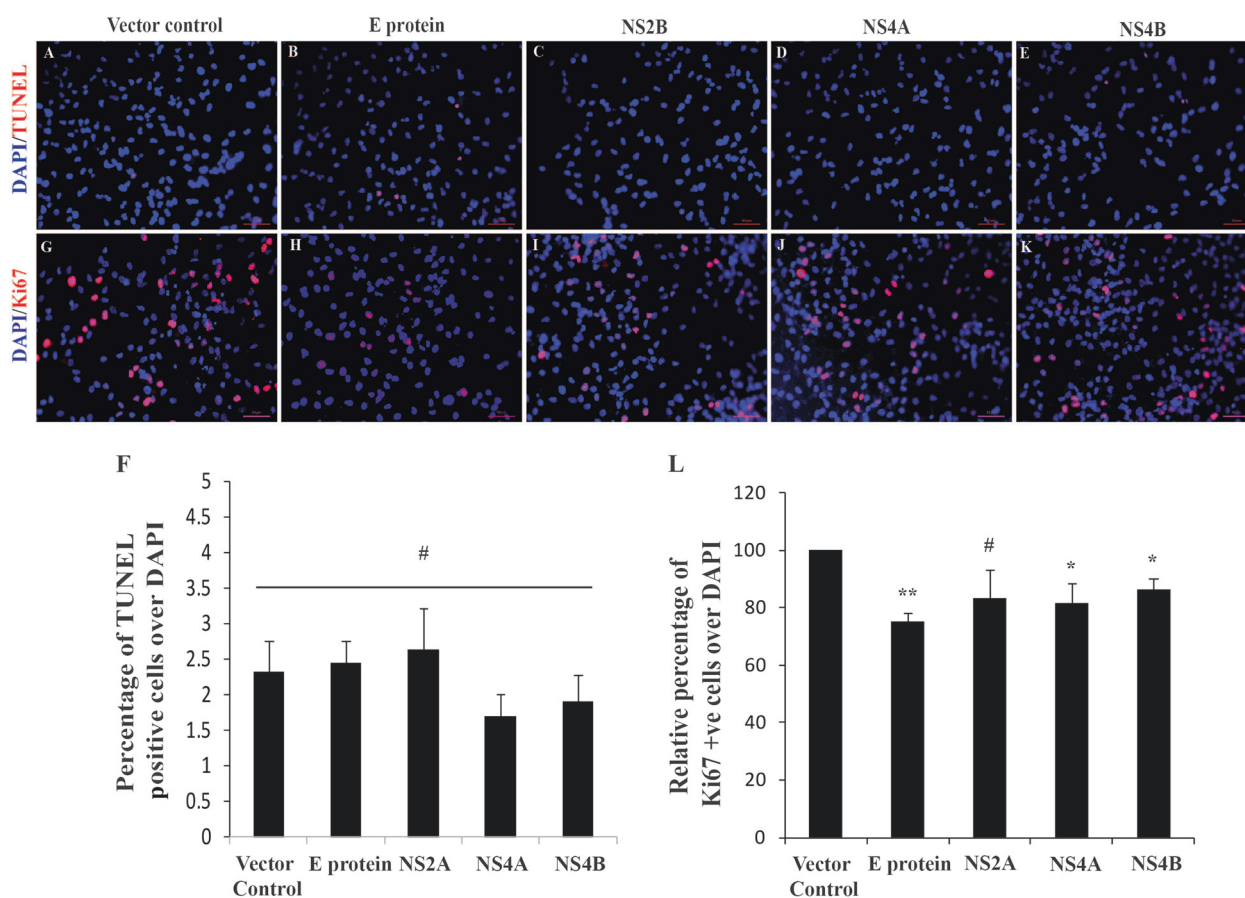 Vector control
E protein
NS2B
NS4A
NS4B
DAPI/TUNEL
A
B
C
D
E
DAPI/Ki67
G
H
I
J
K
F
Percentage of TUNEL
positive cells over DAPI
5
4.5
4
3.5
3
2.5
2
1.5
1
0.5
0
#
Vector
Control
E protein
NS2A
NS4A
NS4B
L
Relative percentage of
Ki67 +ve cells over DAPI
120
100
80
60
40
20
0
**
#
*
*
Vector
Control
E protein
NS2A
NS4A
NS4B